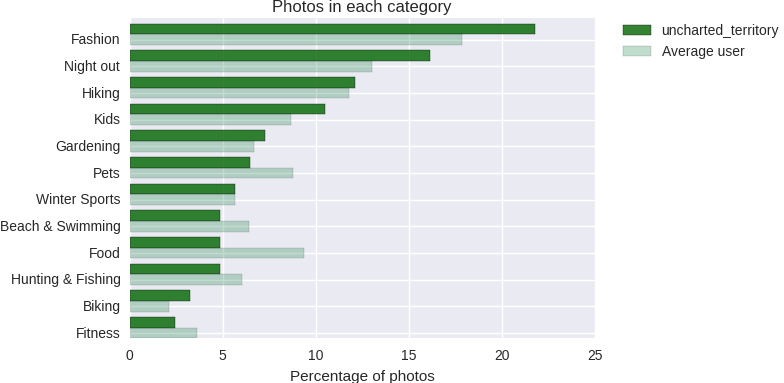 Photos in each category
uncharted_territory
Average user
Fashion
Night out
Hiking
Kids
Gardening
Pets
Winter Sports
Beach & Swimming
Food
Hunting & Fishing
Biking
Fitness
0 5 10 15 20 25
Percentage of photos